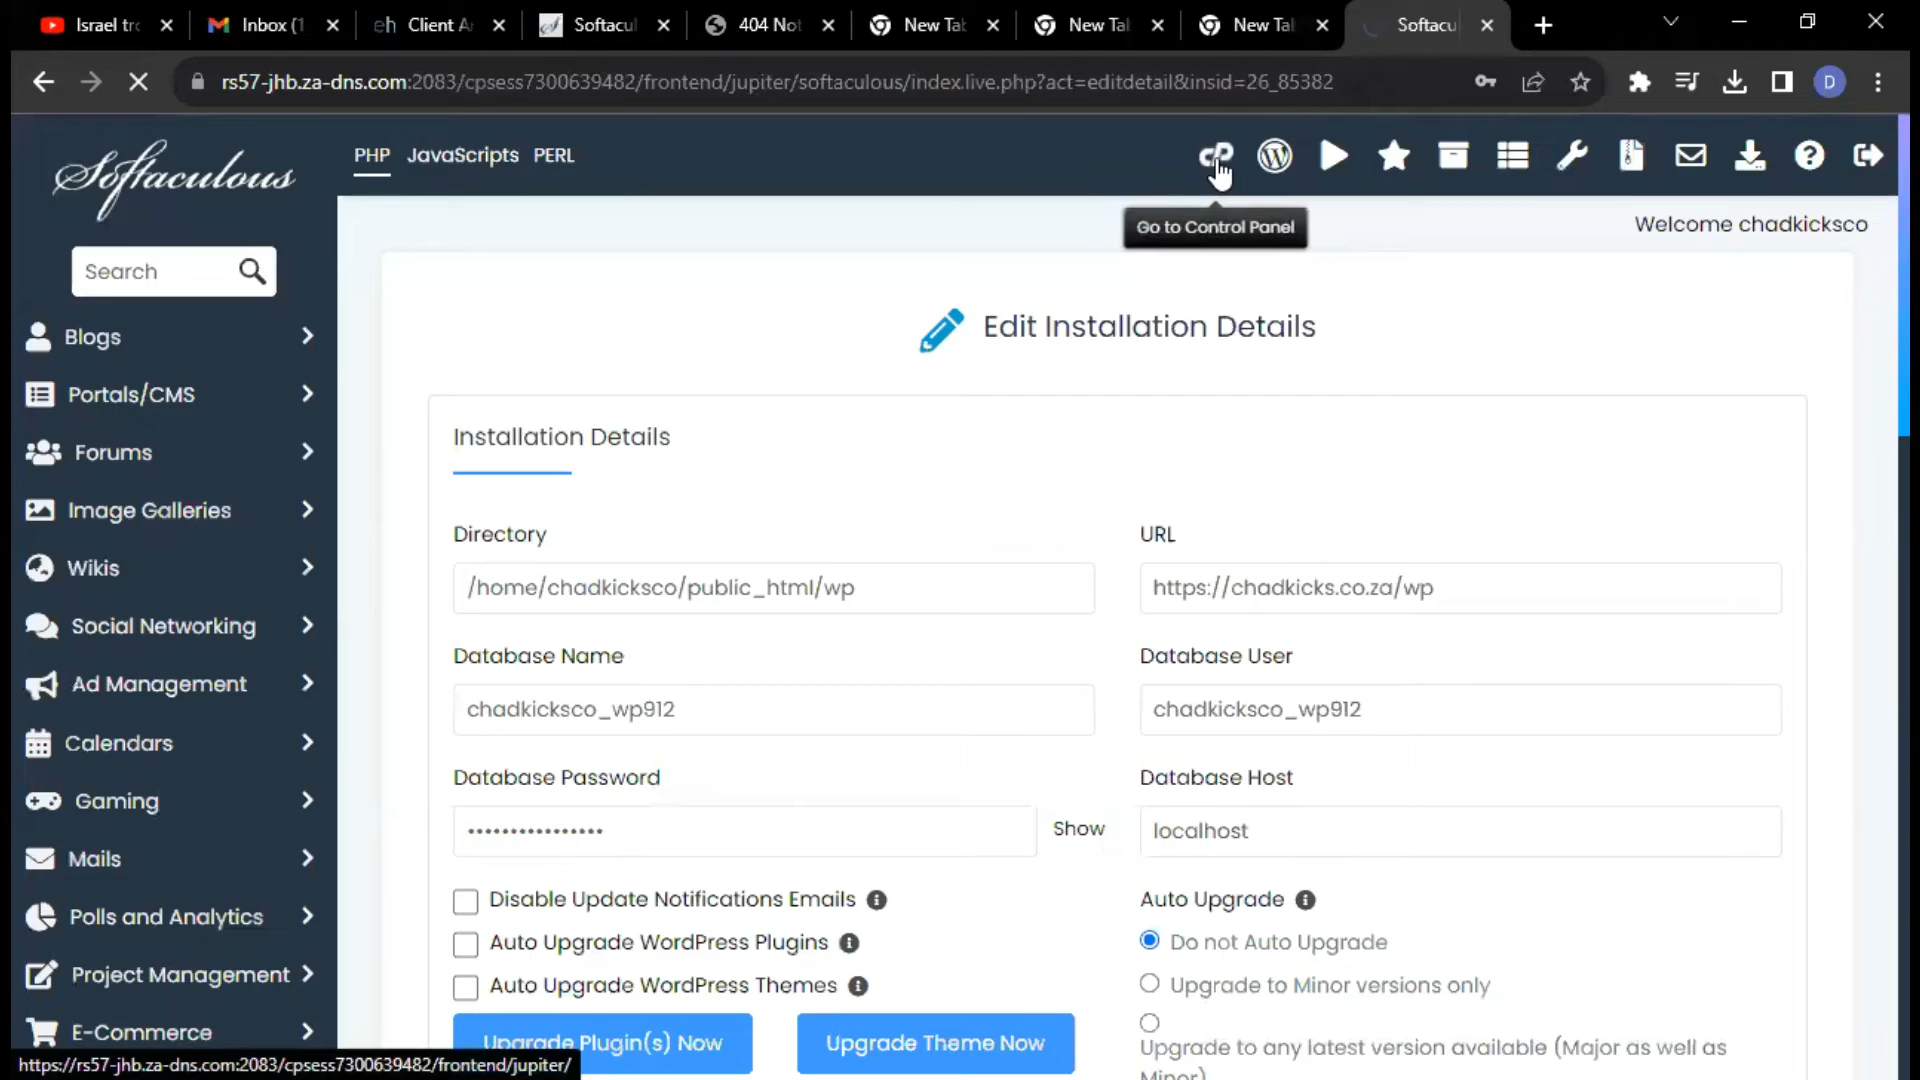 Israel tro
Inbox (1
eh Client A
Softacul
404 Not
New Tab
New Tab
New Tab
Softacu
rs57-jhb.za-dns.com:2083/cpsess7300639482/frontend/jupiter/softaculous/index.live.php?act=editdetail&insid=26_85382
D
Softaculous
PHP JavaScripts PERL
cP
Go to Control Panel
Welcome chadkicksco
Search
Blogs
Portals/CMS
Forums
Image Galleries
Wikis
Social Networking
Ad Management
Calendars
Gaming
Mails
Polls and Analytics
Project Management
E-Commerce
Edit Installation Details
Installation Details
Directory
/home/chadkicksco/public_html/wp
URL
https://chadkicks.co.za/wp
Database Name
chadkicksco_wp912
Database User
chadkicksco_wp912
Database Password
••••••••••••••••
Show
Database Host
localhost
Disable Update Notifications Emails
Auto Upgrade WordPress Plugins
Auto Upgrade WordPress Themes
Auto Upgrade
Do not Auto Upgrade
Upgrade to Minor versions only
Upgrade to any latest version available (Major as well as
Minor)
Upgrade Plugin(s) Now
Upgrade Theme Now
https://rs57-jhb.za-dns.com:2083/cpsess7300639482/frontend/jupiter/